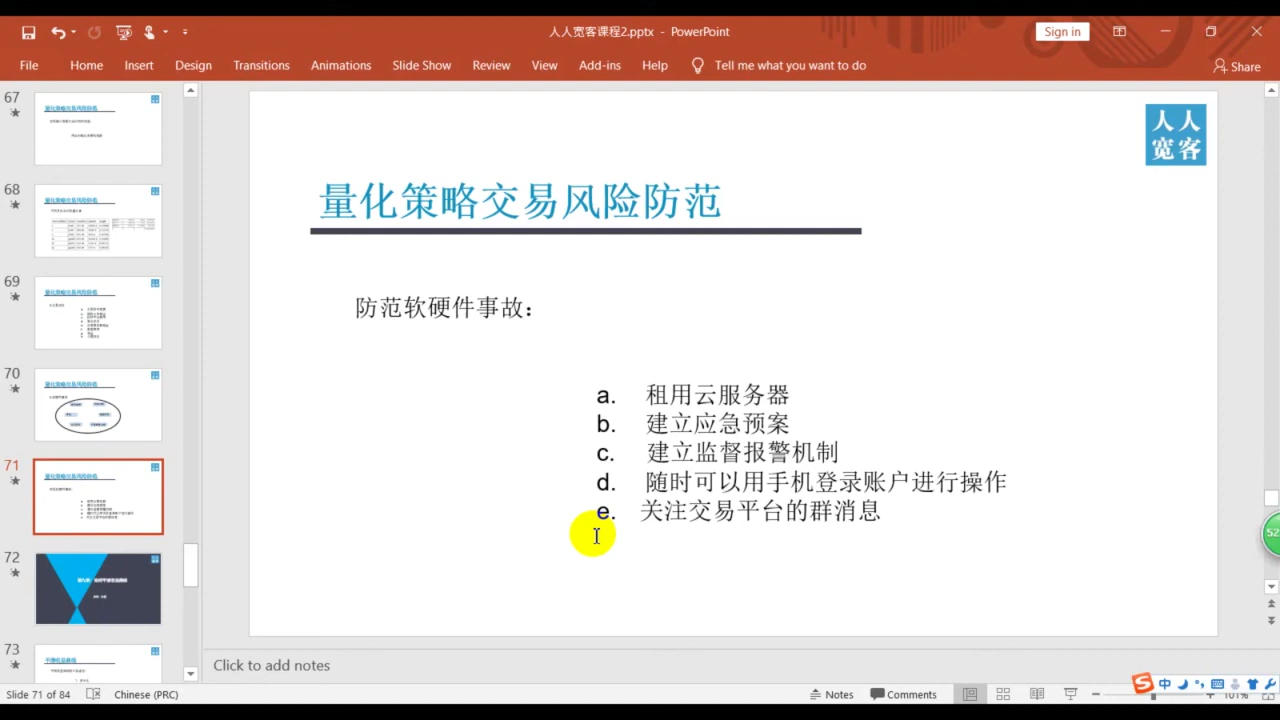 人人宽客课程2.pptx - PowerPoint
Sign in
File Home Insert Design Transitions Animations Slide Show Review View Add-ins Help Tell me what you want to do
Share
67
68
69
70
71
72
73
人人
宽客
量化策略交易风险防范
防范软硬件事故：
a. 租用云服务器
b. 建立应急预案
c. 建立监督报警机制
d. 随时可以用手机登录账户进行操作
e. 关注交易平台的群消息
52
Click to add notes
Slide 71 of 84 Chinese (PRC) Notes Comments 101%
中